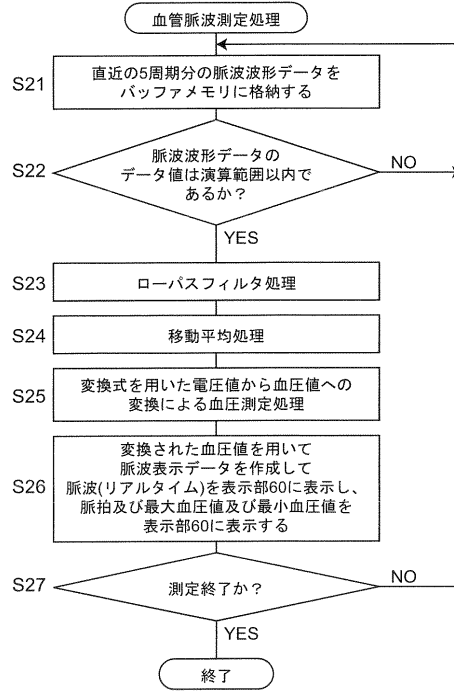 血管脈波測定処理
S21
直近の5周期分の脈波波形データを
バッファメモリに格納する
S22
脈波波形データの
データ値は演算範囲以内で
あるか?
NO
YES
S23
ローパスフィルタ処理
S24
移動平均処理
S25
変換式を用いた電圧値から血圧値への
変換による血圧測定処理
S26
変換された血圧値を用いて
脈波表示データを作成して
脈波(リアルタイム)を表示部60に表示し、
脈拍及び最大血圧値及び最小血圧値を
表示部60に表示する
S27
測定終了か?
NO
YES
終了